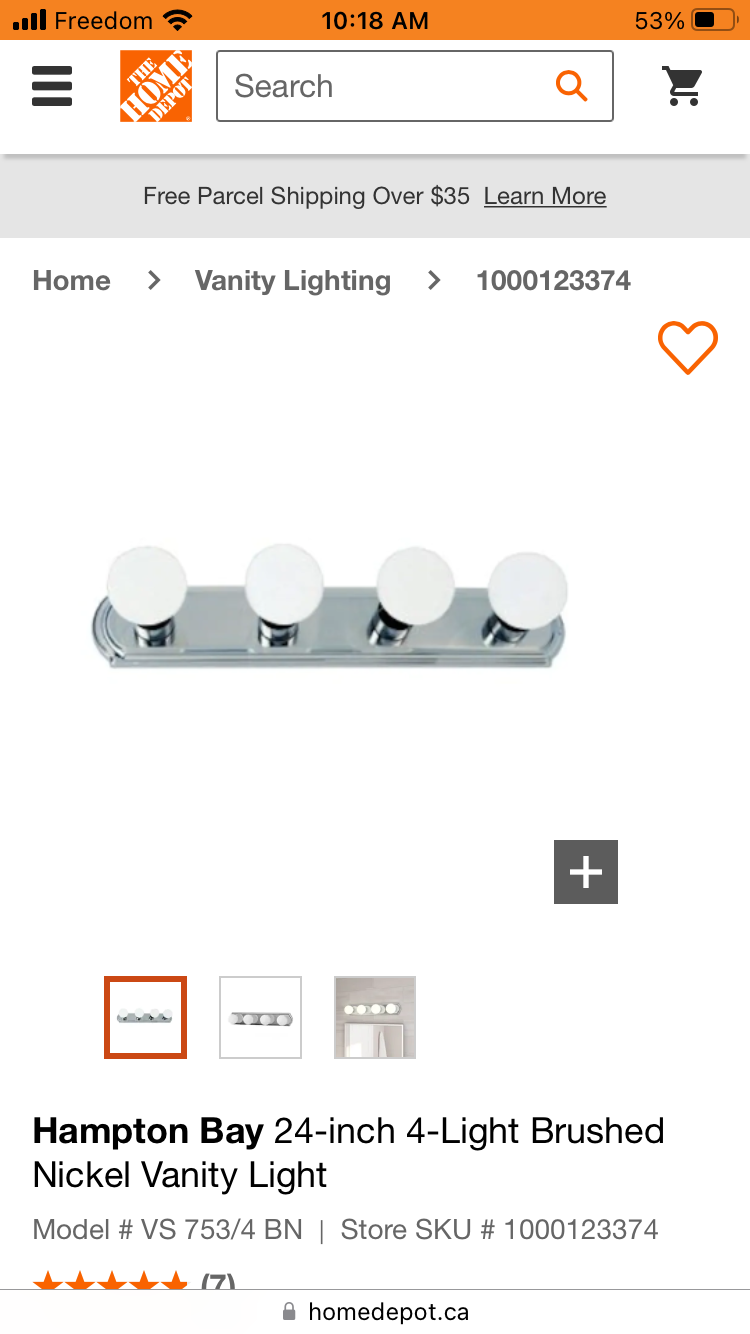 Freedom 10:18 AM 53%
THE HOME DEPOT Search
Free Parcel Shipping Over $35 Learn More
Home > Vanity Lighting > 1000123374
Hampton Bay 24-inch 4-Light Brushed
Nickel Vanity Light
Model # VS 753/4 BN | Store SKU # 1000123374
(7)
homedepot.ca